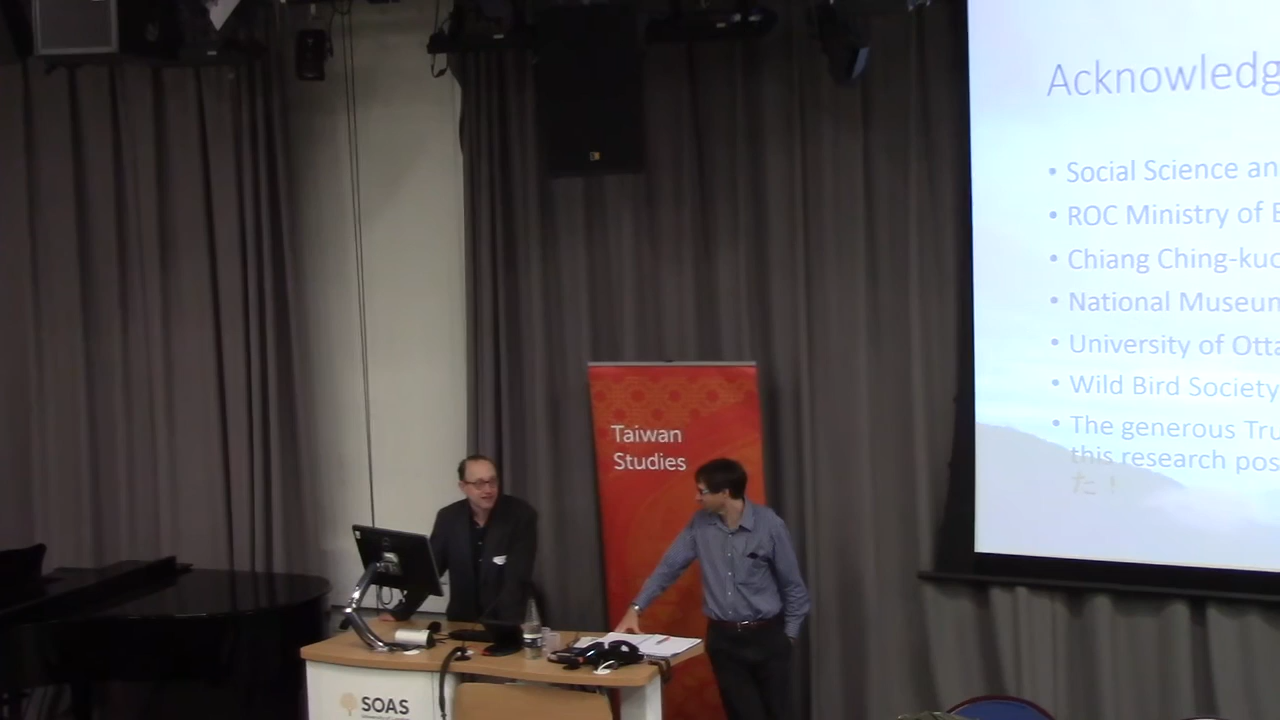 Acknowledg
• Social Science an
• ROC Ministry of E
• Chiang Ching-kuo
• National Museum
• University of Otta
• Wild Bird Society
• The generous Tru
this research pos
た！
Taiwan
Studies
SOAS